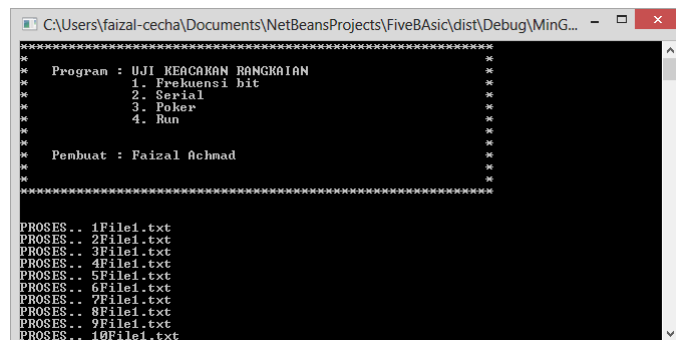 C:\Users\faizal-cecha\Documents\NetBeansProjects\FiveBAsic\dist\Debug\MinG...
***********************************************************
* *
* Program : UJI KEACAKAN RANGKAIAN *
* 1. Frekuensi bit *
* 2. Serial *
* 3. Poker *
* 4. Run *
* *
* *
* Pembuat : Faizal Achmad *
* *
* *
***********************************************************
PROSES.. 1File1.txt
PROSES.. 2File1.txt
PROSES.. 3File1.txt
PROSES.. 4File1.txt
PROSES.. 5File1.txt
PROSES.. 6File1.txt
PROSES.. 7File1.txt
PROSES.. 8File1.txt
PROSES.. 9File1.txt
PROSES.. 10File1.txt